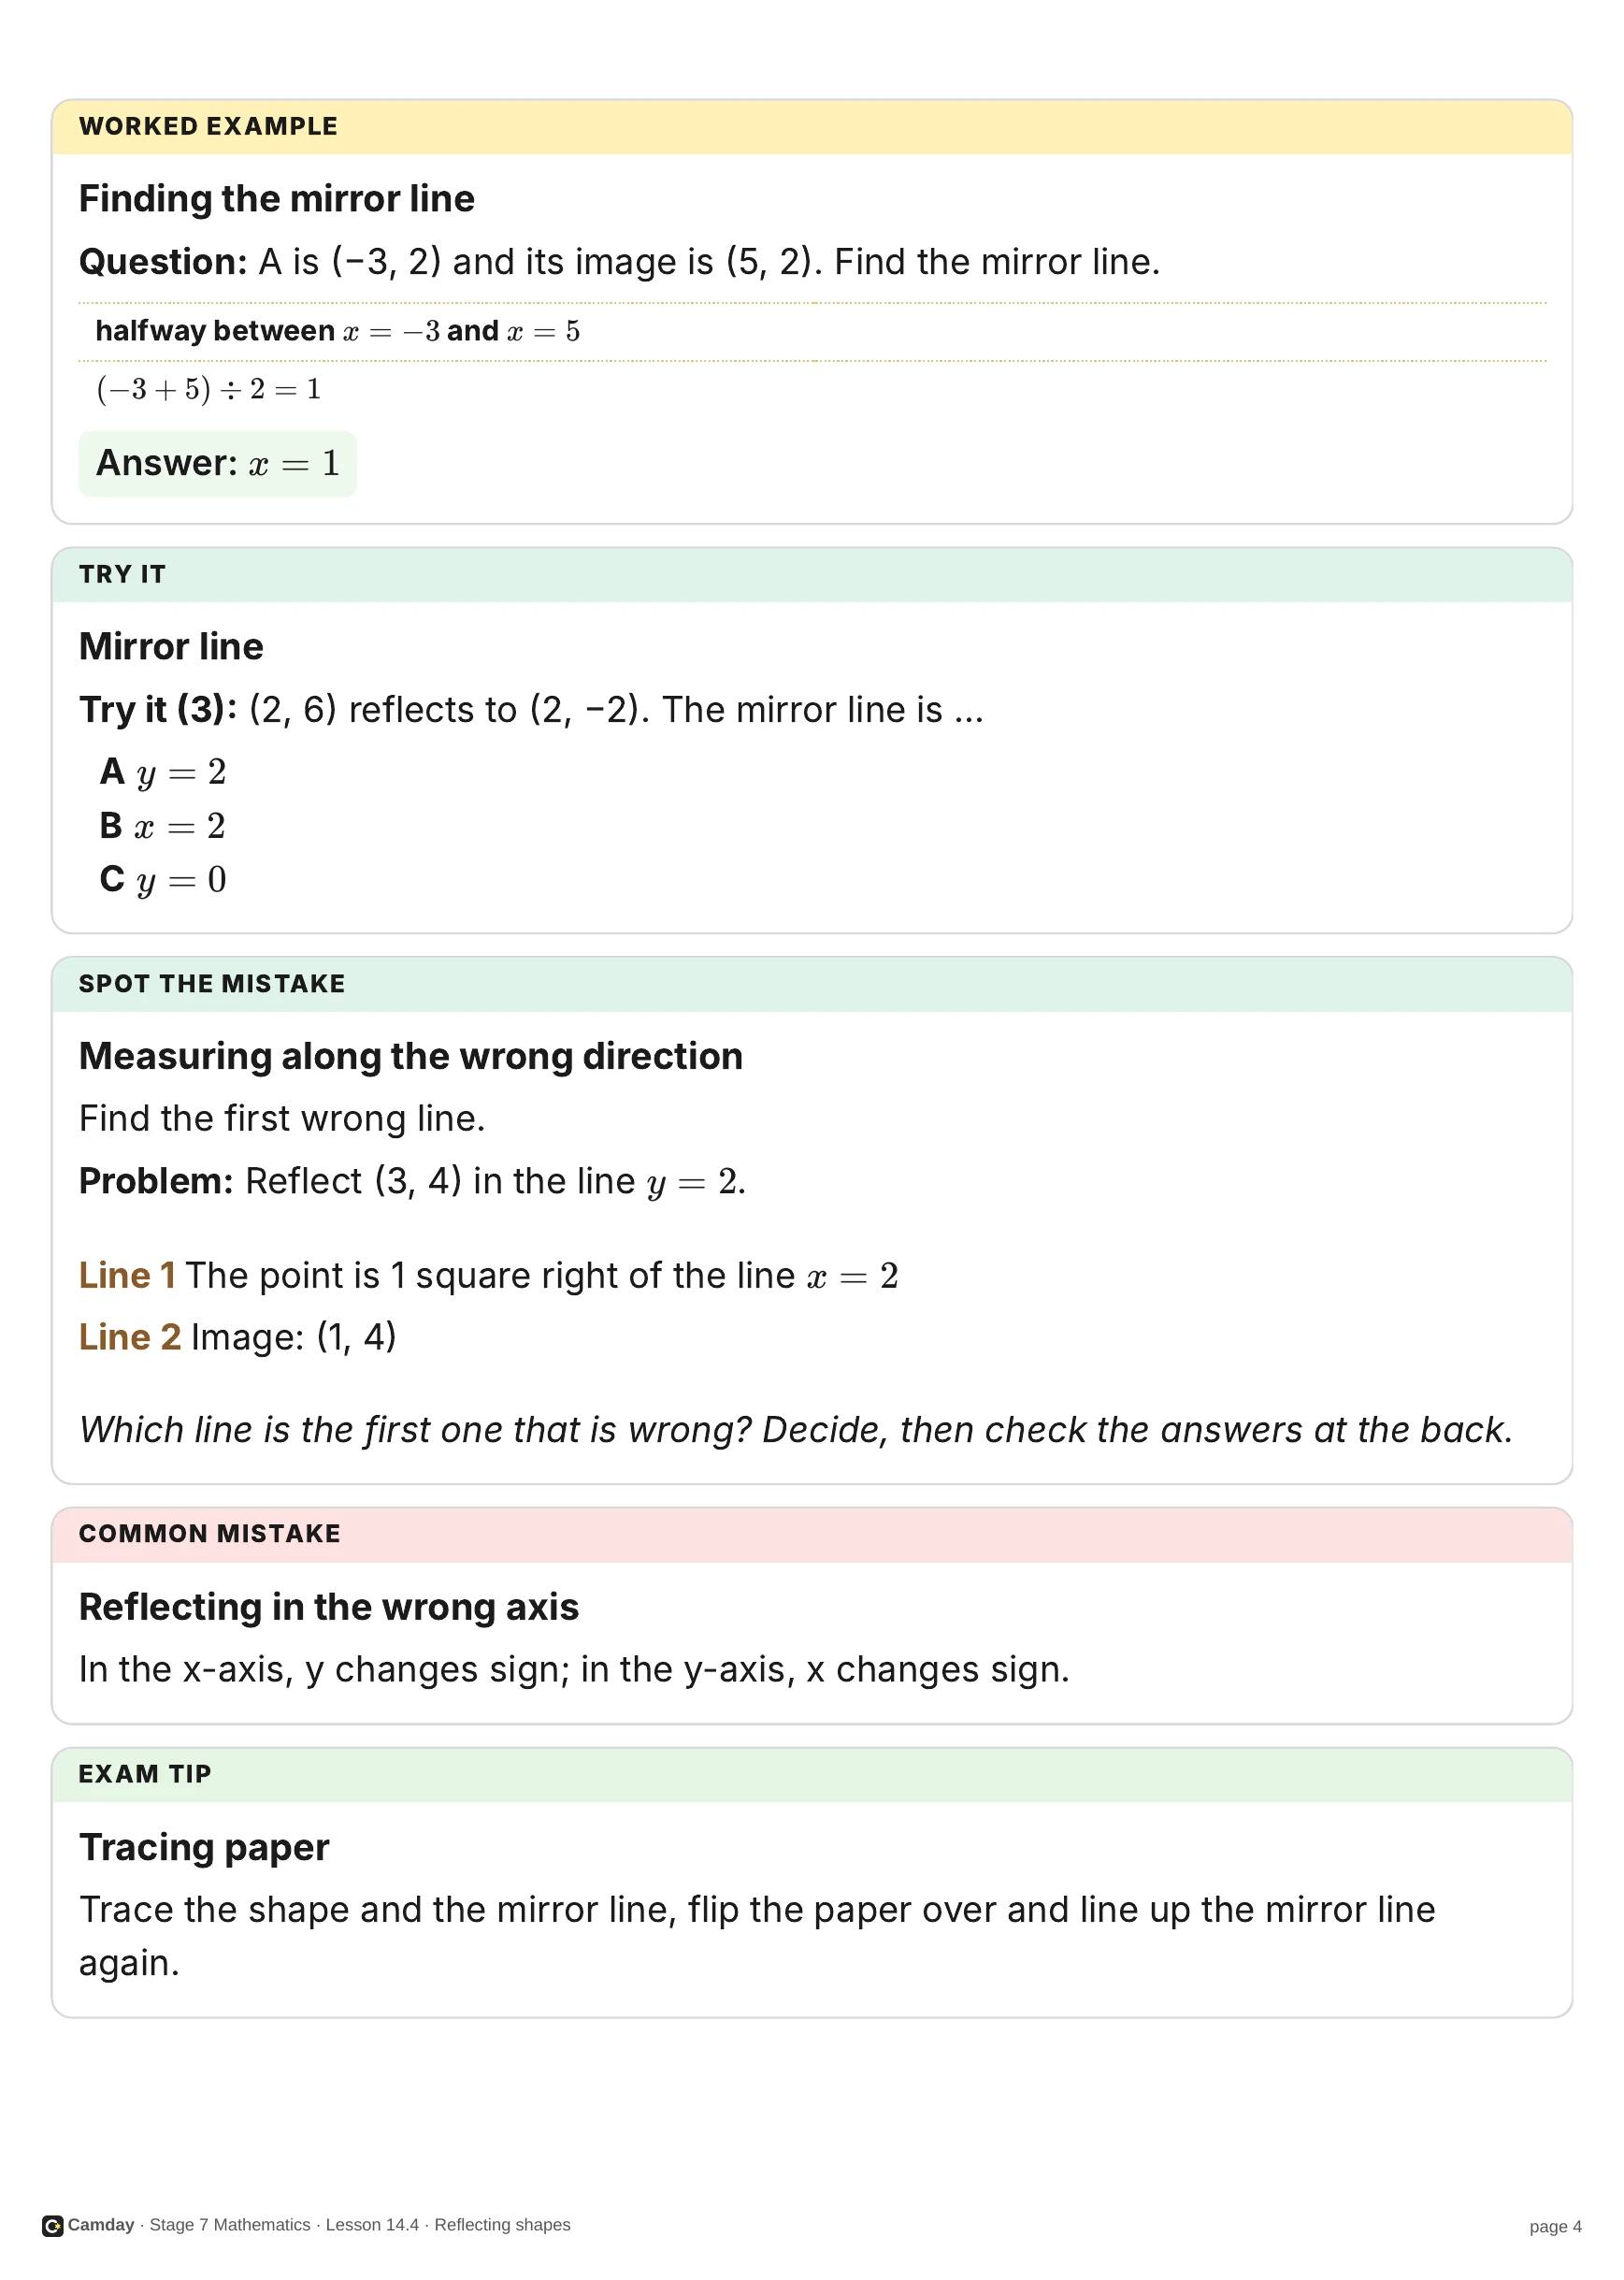 WORKED EXAMPLE
Finding the mirror line
Question: A is (−3, 2) and its image is (5, 2). Find the mirror line.
halfway between x = −3 and x = 5
(−3 + 5) ÷ 2 = 1
Answer: x = 1
TRY IT
Mirror line
Try it (3): (2, 6) reflects to (2, −2). The mirror line is ...
A y = 2
B x = 2
C y = 0
SPOT THE MISTAKE
Measuring along the wrong direction
Find the first wrong line.
Problem: Reflect (3, 4) in the line y = 2.
Line 1 The point is 1 square right of the line x = 2
Line 2 Image: (1, 4)
Which line is the first one that is wrong? Decide, then check the answers at the back.
COMMON MISTAKE
Reflecting in the wrong axis
In the x-axis, y changes sign; in the y-axis, x changes sign.
EXAM TIP
Tracing paper
Trace the shape and the mirror line, flip the paper over and line up the mirror line
again.
Camday · Stage 7 Mathematics · Lesson 14.4 · Reflecting shapes
page 4